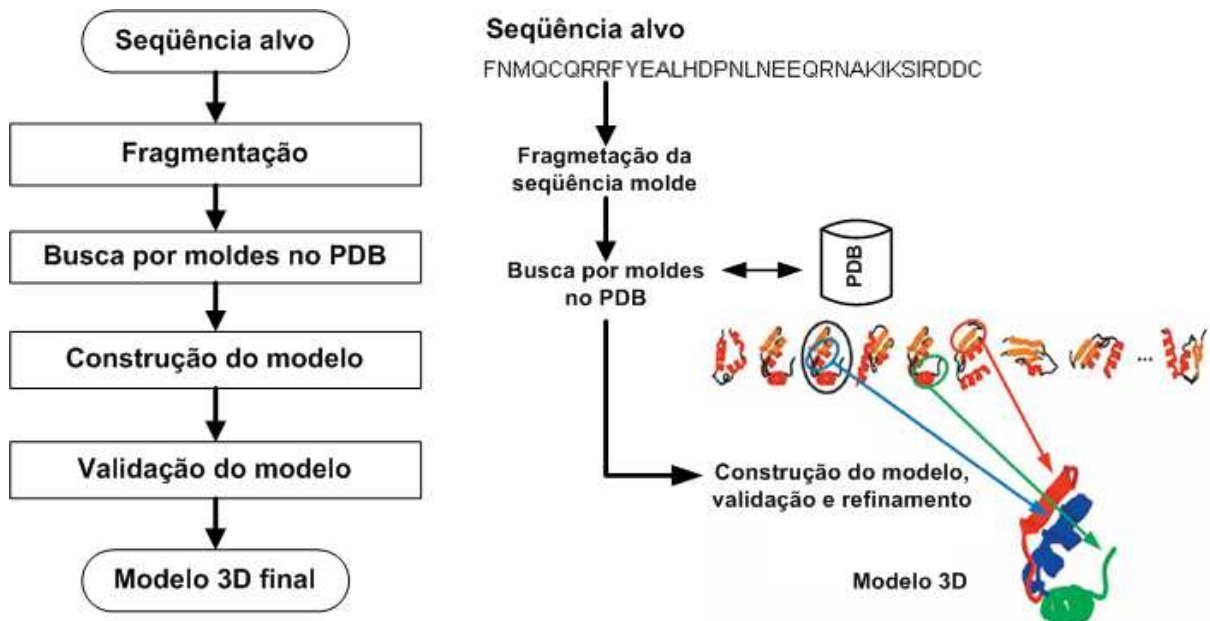 Seqüência alvo
Fragmentação
Busca por moldes no PDB
Construção do modelo
Validação do modelo
Modelo 3D final
Seqüência alvo
FNMQCQRRFYEALHDPNLNEEQRNAKIKSIRDDC
Fragmetação da
seqüência molde
Busca por moldes
no PDB
PDB
...
Construção do modelo,
validação e refinamento
Modelo 3D